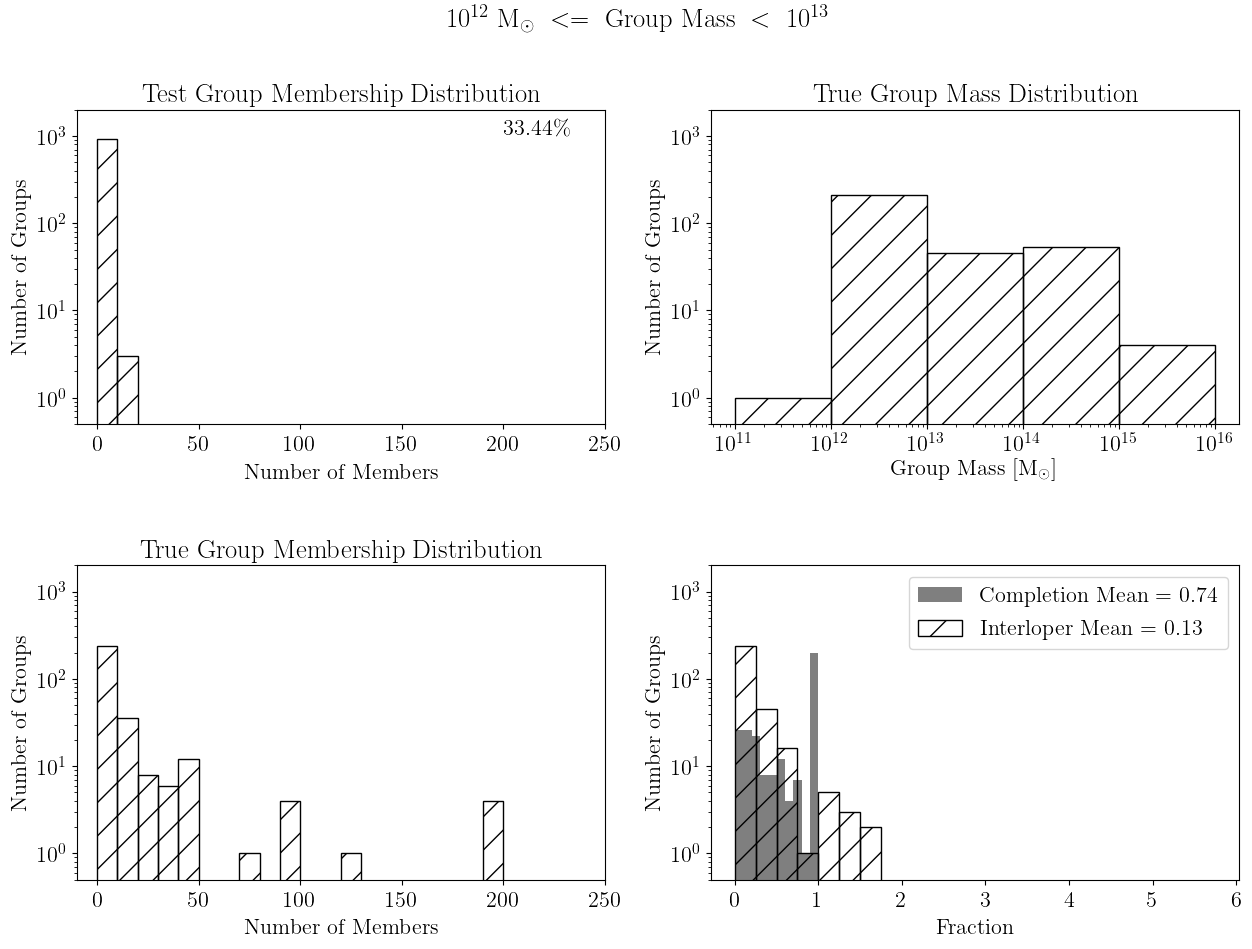 10¹² M☉ <= Group Mass < 10¹³
Test Group Membership Distribution
33.44%
10³
10²
10¹
10⁰
Number of Groups
0 50 100 150 200 250
Number of Members
True Group Mass Distribution
10³
10²
10¹
10⁰
Number of Groups
10¹¹ 10¹² 10¹³ 10¹⁴ 10¹⁵ 10¹⁶
Group Mass [M☉]
True Group Membership Distribution
10³
10²
10¹
10⁰
Number of Groups
0 50 100 150 200 250
Number of Members
Completion Mean = 0.74
Interloper Mean = 0.13
10³
10²
10¹
10⁰
Number of Groups
0 1 2 3 4 5 6
Fraction